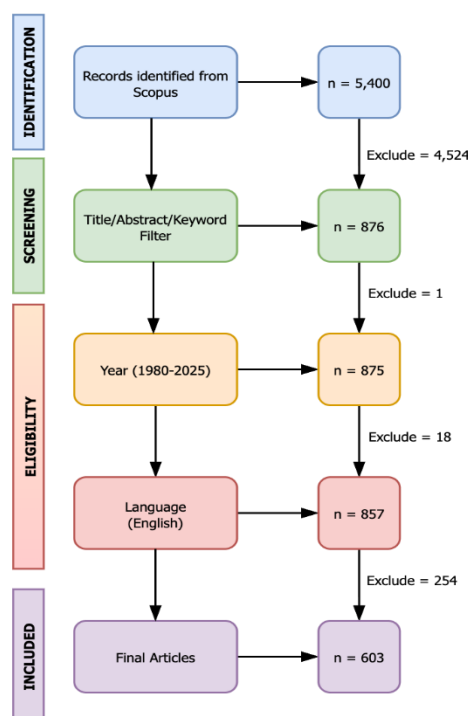 IDENTIFICATION
Records identified from
Scopus
n = 5,400
Exclude = 4,524
SCREENING
Title/Abstract/Keyword
Filter
n = 876
Exclude = 1
ELIGIBILITY
Year (1980-2025)
n = 875
Exclude = 18
Language
(English)
n = 857
Exclude = 254
INCLUDED
Final Articles
n = 603